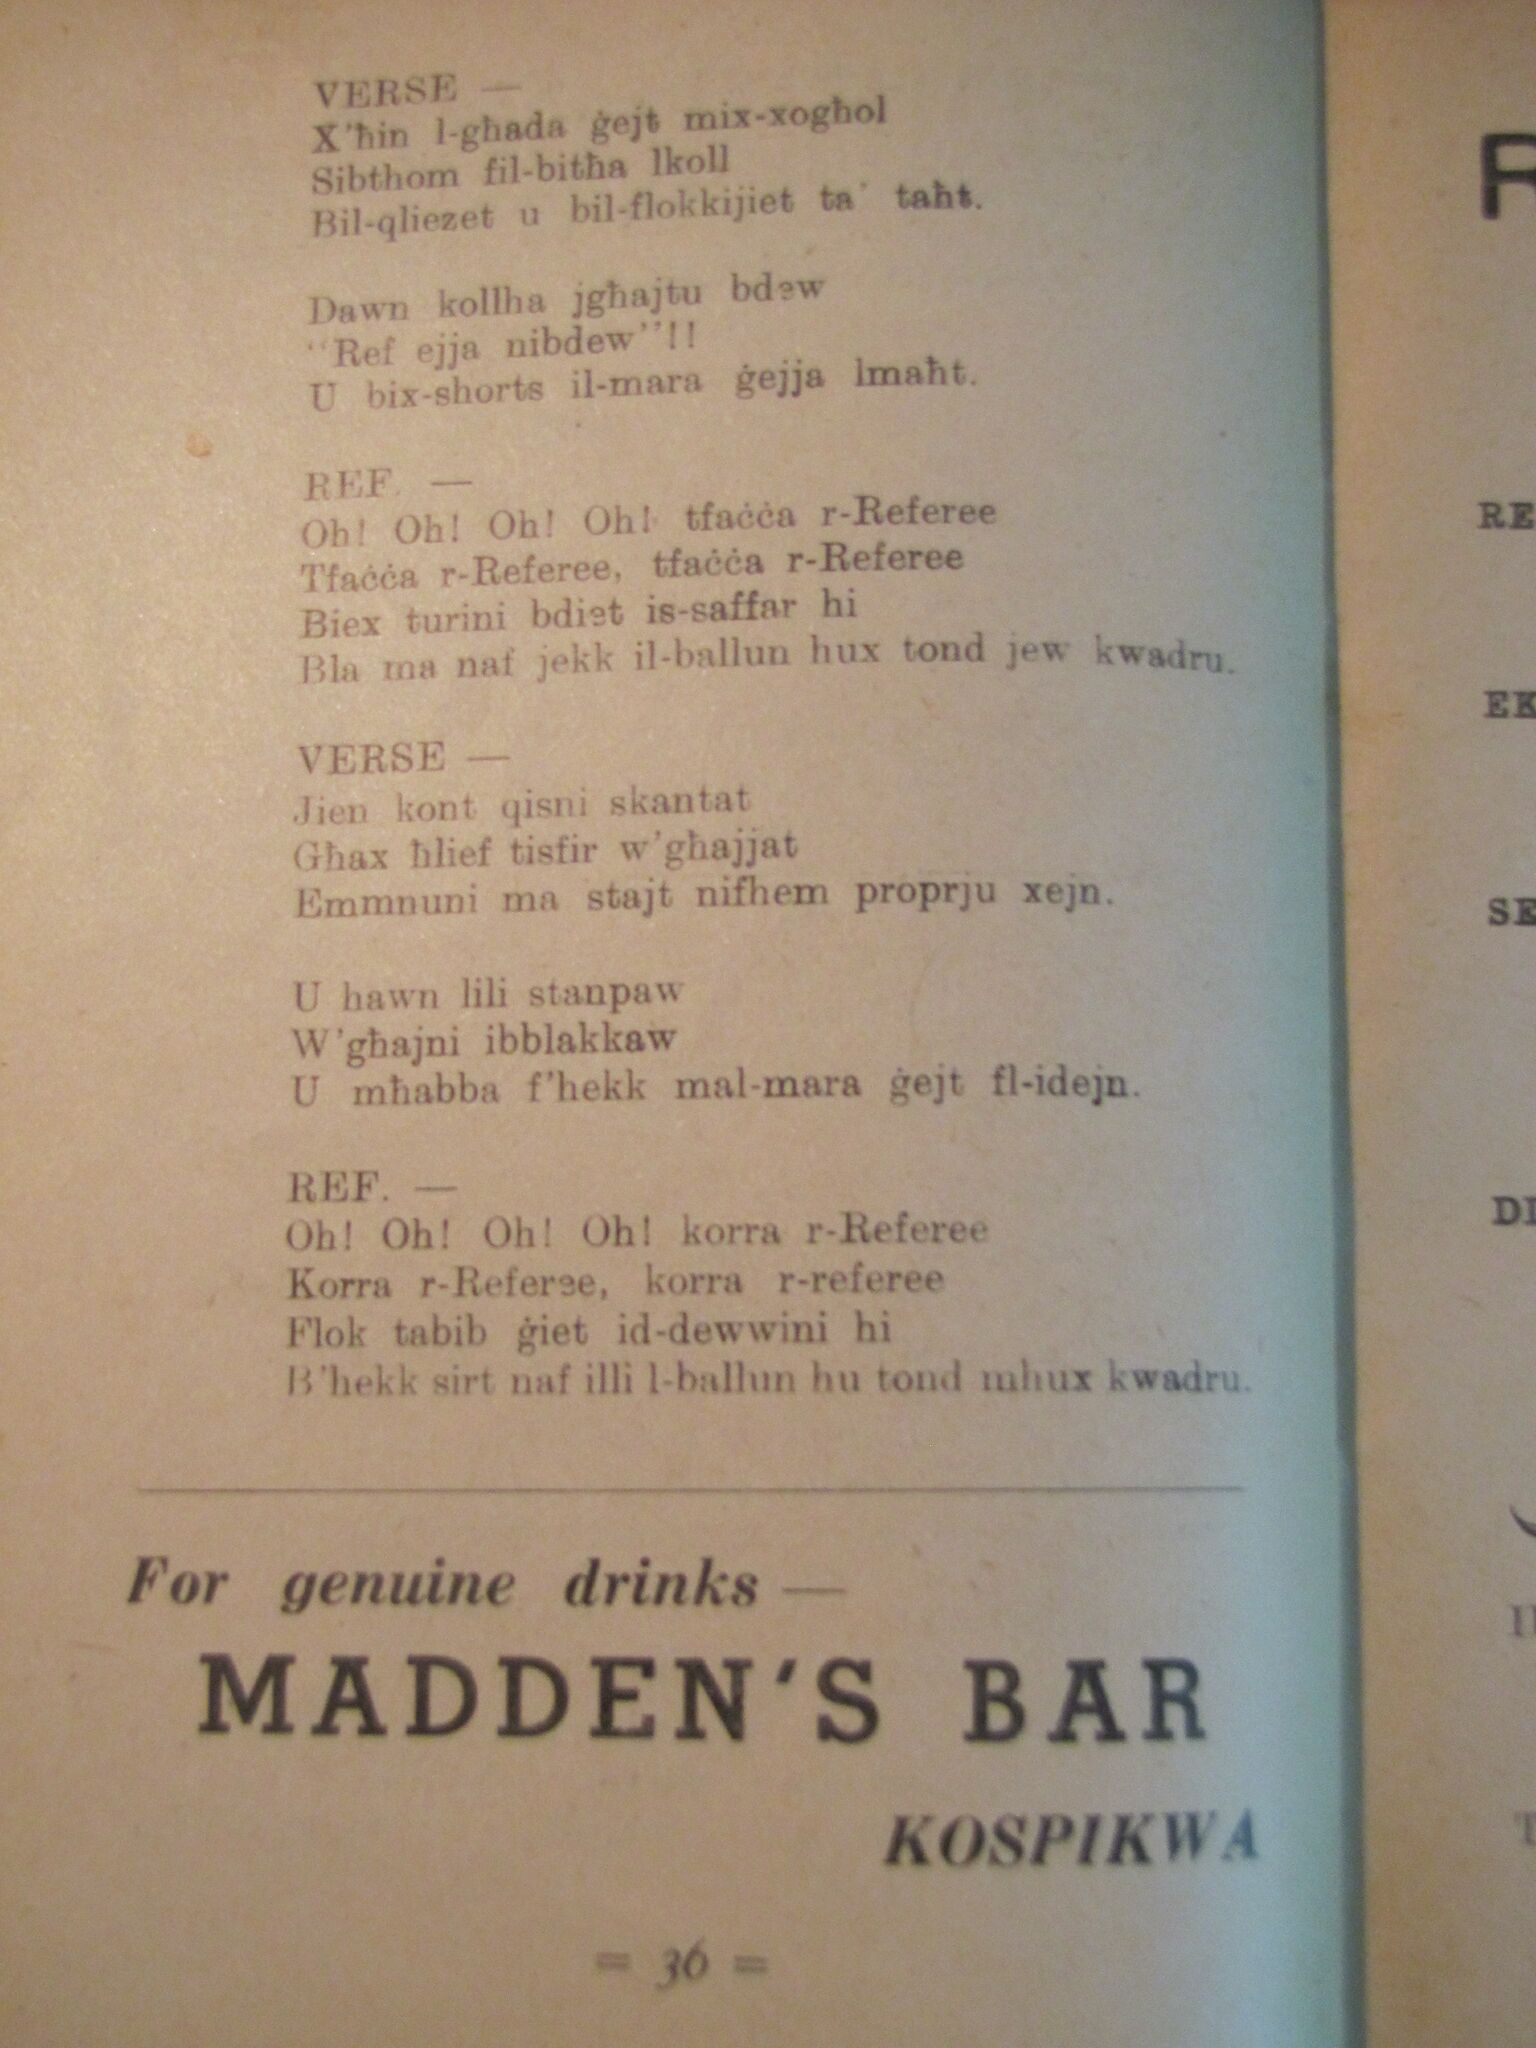 VERSE —
X'ħin l-għada ġejt mix-xogħol
Sibthom fil-bitħa lkoll
Bil-qliezet u bil-flokkijiet ta' taħt.
Dawn kollha jgħajtu bdew
"Ref ejja nibdew"!!
U bix-shorts il-mara ġejja lmaħt.
REF. —
Oh! Oh! Oh! Oh! tfaċċa r-Referee
Tfaċċa r-Referee, tfaċċa r-Referee
Biex turini bdiet is-saffar hi
Bla ma naf jekk il-ballun hux tond jew kwadru.
VERSE —
Jien kont qisni skantat
Għax ħlief tisfir w'għajjat
Emmnuni ma stajt nifhem proprju xejn.
U hawn lili stanpaw
W'għajni ibblakkaw
U mħabba f'hekk mal-mara ġejt fl-idejn.
REF. —
Oh! Oh! Oh! Oh! korra r-Referee
Korra r-Referee, korra r-referee
Flok tabib ġiet id-dewwini hi
B'hekk sirt naf illi l-ballun hu tond mhux kwadru.
For genuine drinks —
MADDEN'S BAR
KOSPIKWA
= 36 =
R
RE
EK
SE
DI